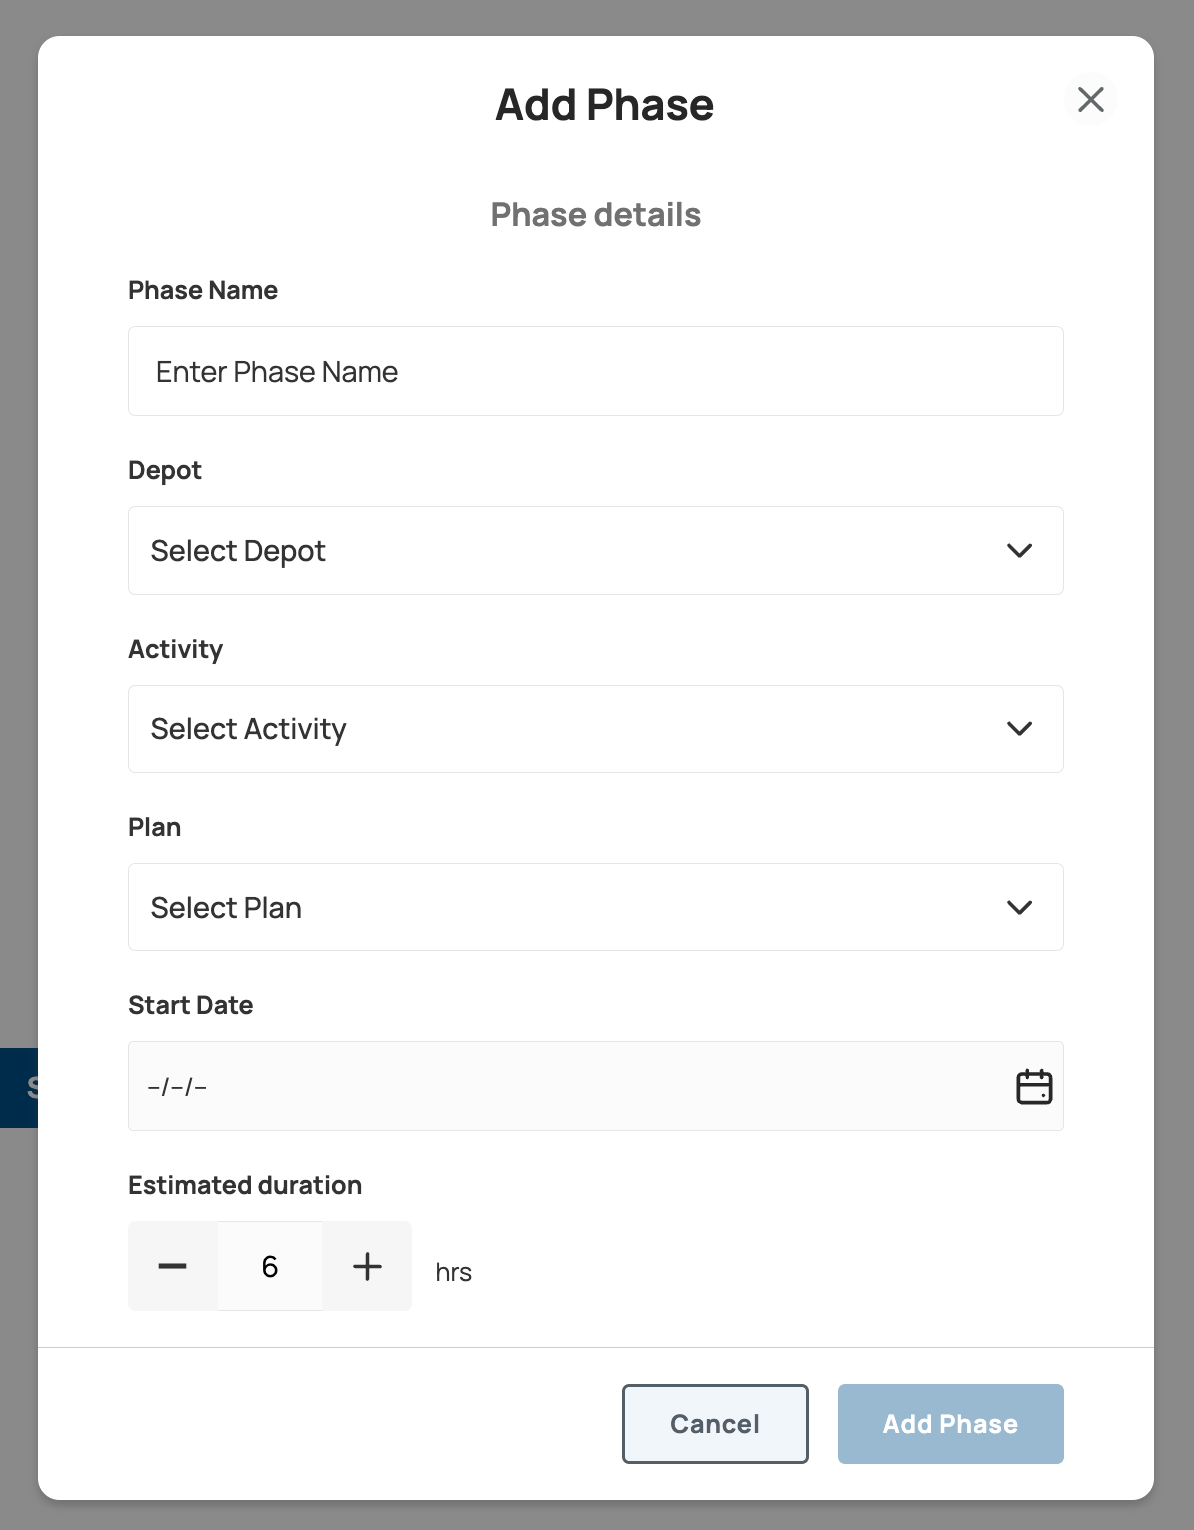 Add Phase
Phase details
Phase Name
Enter Phase Name
Depot
Select Depot
Activity
Select Activity
Plan
Select Plan
Start Date
–/–/–
Estimated duration
6
hrs
Cancel
Add Phase